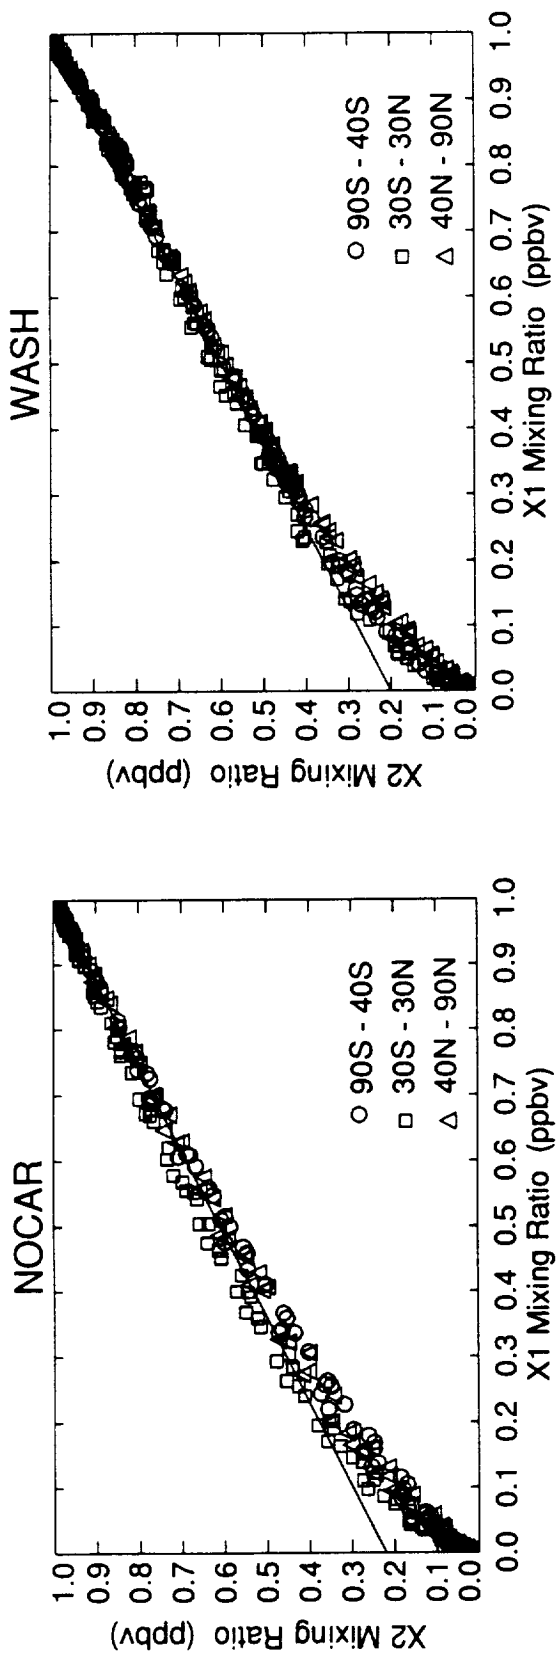 NOCAR
X2 Mixing Ratio (ppbv)
1.0
0.9
0.8
0.7
0.6
0.5
0.4
0.3
0.2
0.1
0.0
○ 90S - 40S
□ 30S - 30N
△ 40N - 90N
0.0 0.1 0.2 0.3 0.4 0.5 0.6 0.7 0.8 0.9 1.0
X1 Mixing Ratio (ppbv)
WASH
X2 Mixing Ratio (ppbv)
1.0
0.9
0.8
0.7
0.6
0.5
0.4
0.3
0.2
0.1
0.0
○ 90S - 40S
□ 30S - 30N
△ 40N - 90N
0.0 0.1 0.2 0.3 0.4 0.5 0.6 0.7 0.8 0.9 1.0
X1 Mixing Ratio (ppbv)